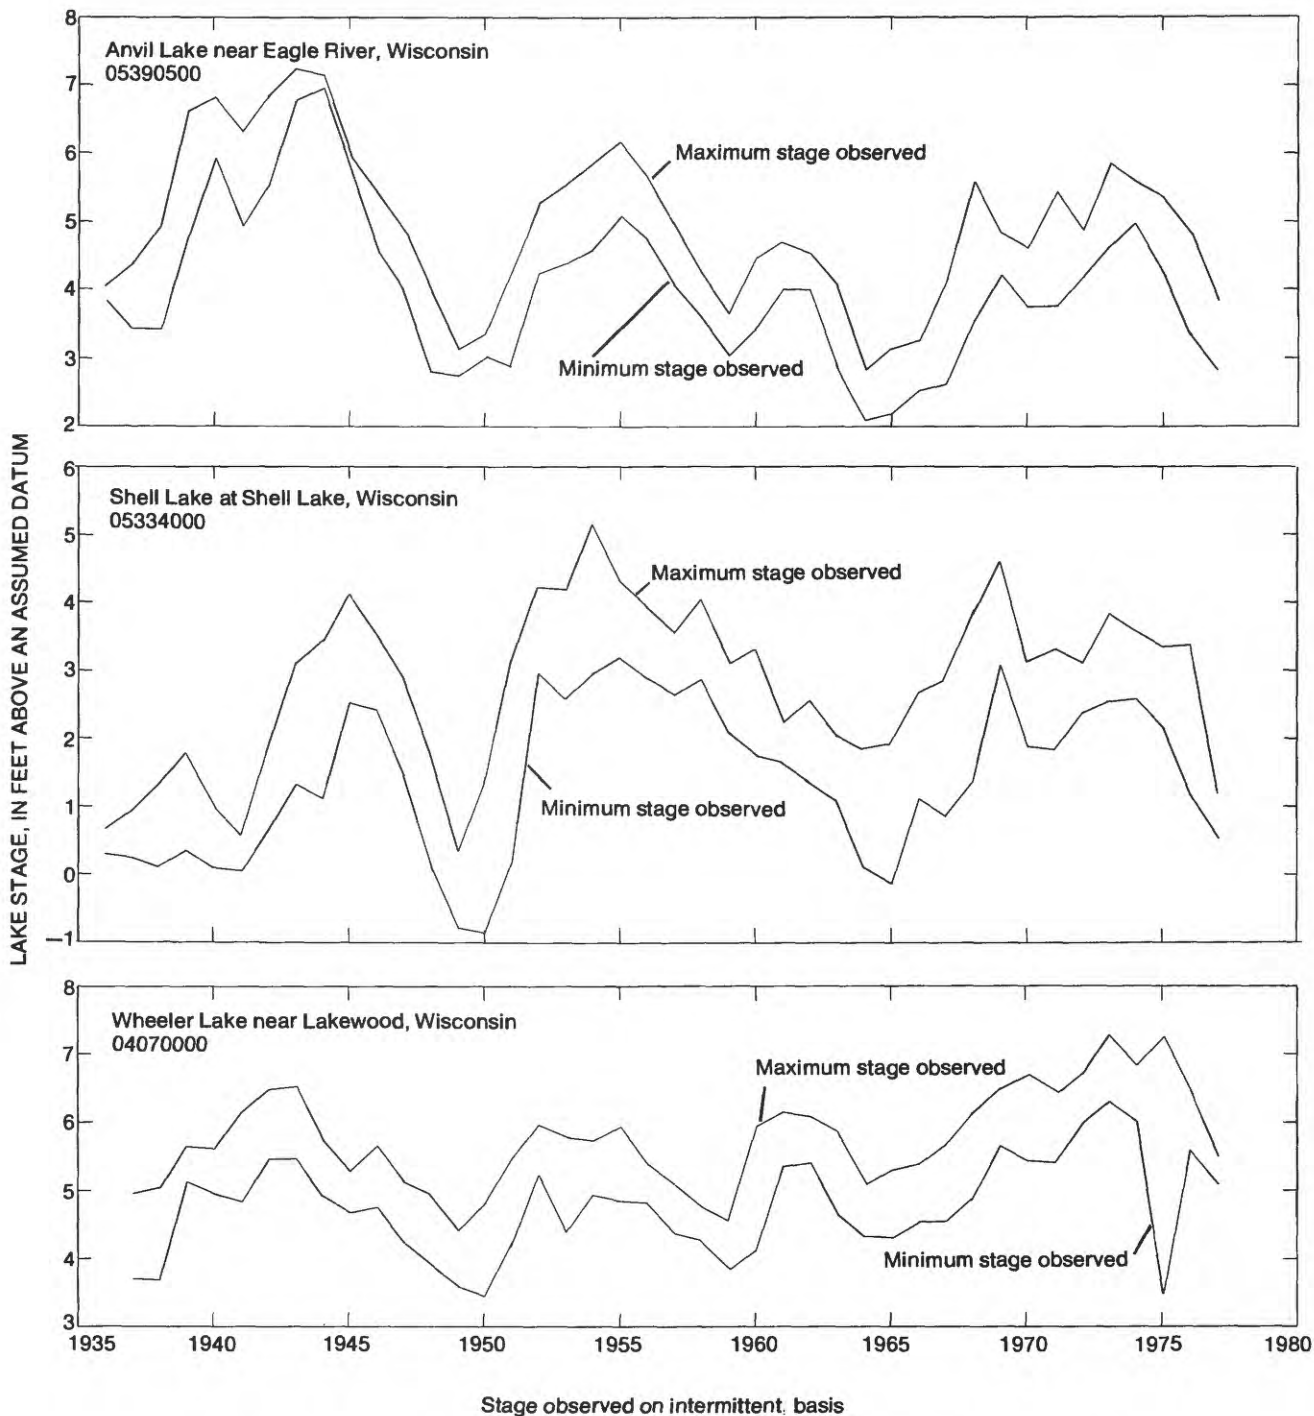 8
7
6
5
4
3
2
Anvil Lake near Eagle River, Wisconsin
05390500
Maximum stage observed
Minimum stage observed
LAKE STAGE, IN FEET ABOVE AN ASSUMED DATUM
6
5
4
3
2
1
0
—1
Shell Lake at Shell Lake, Wisconsin
05334000
Maximum stage observed
Minimum stage observed
8
7
6
5
4
3
Wheeler Lake near Lakewood, Wisconsin
04070000
Maximum stage observed
Minimum stage observed
1935 1940 1945 1950 1955 1960 1965 1970 1975 1980
Stage observed on intermittent basis